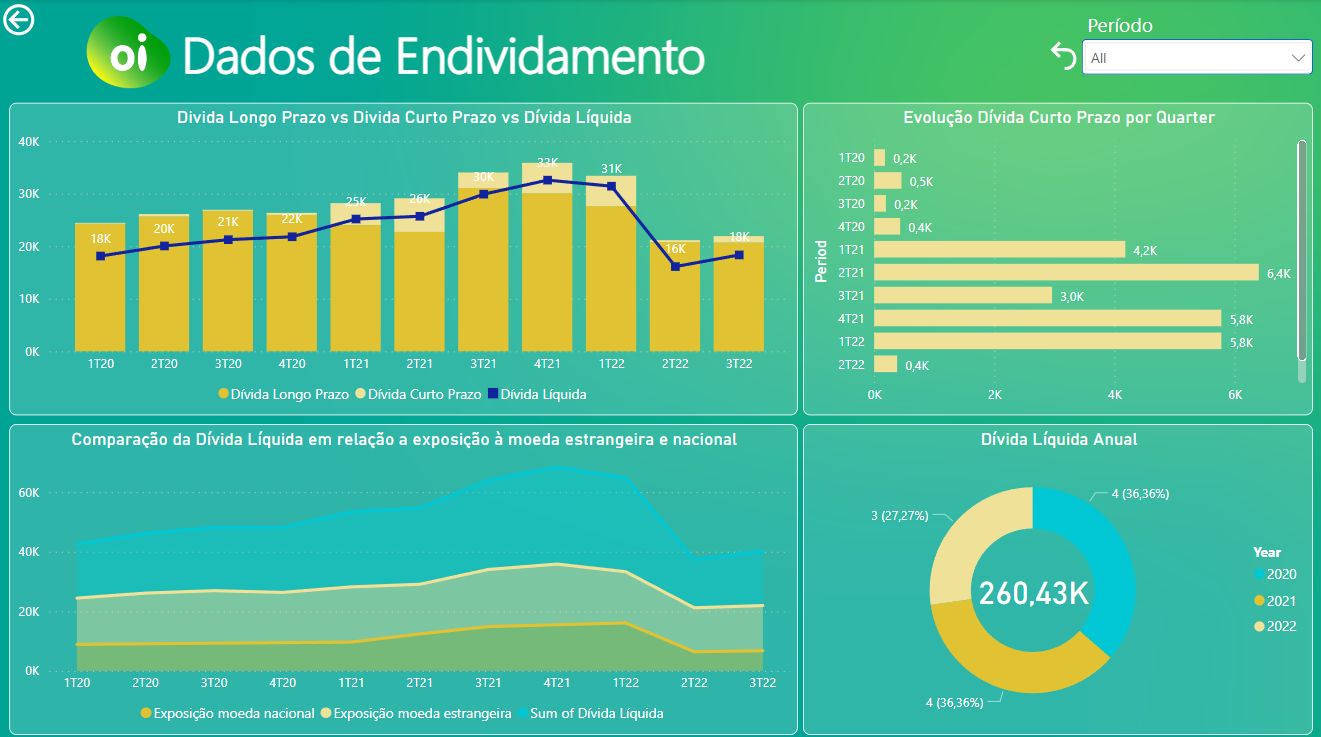 oi
Dados de Endividamento
Período
All
Divida Longo Prazo vs Divida Curto Prazo vs Dívida Líquida
40K
30K
20K
10K
0K
18K
20K
21K
22K
25K
26K
30K
33K
31K
16K
18K
1T20
2T20
3T20
4T20
1T21
2T21
3T21
4T21
1T22
2T22
3T22
Dívida Longo Prazo
Dívida Curto Prazo
Dívida Líquida
Evolução Dívida Curto Prazo por Quarter
Period
1T20 0,2K
2T20 0,5K
3T20 0,2K
4T20 0,4K
1T21 4,2K
2T21 6,4K
3T21 3,0K
4T21 5,8K
1T22 5,8K
2T22 0,4K
0K 2K 4K 6K
Comparação da Dívida Líquida em relação a exposição à moeda estrangeira e nacional
60K
40K
20K
0K
1T20
2T20
3T20
4T20
1T21
2T21
3T21
4T21
1T22
2T22
3T22
Exposição moeda nacional
Exposição moeda estrangeira
Sum of Dívida Líquida
Dívida Líquida Anual
4 (36,36%)
3 (27,27%)
260,43K
4 (36,36%)
Year
2020
2021
2022